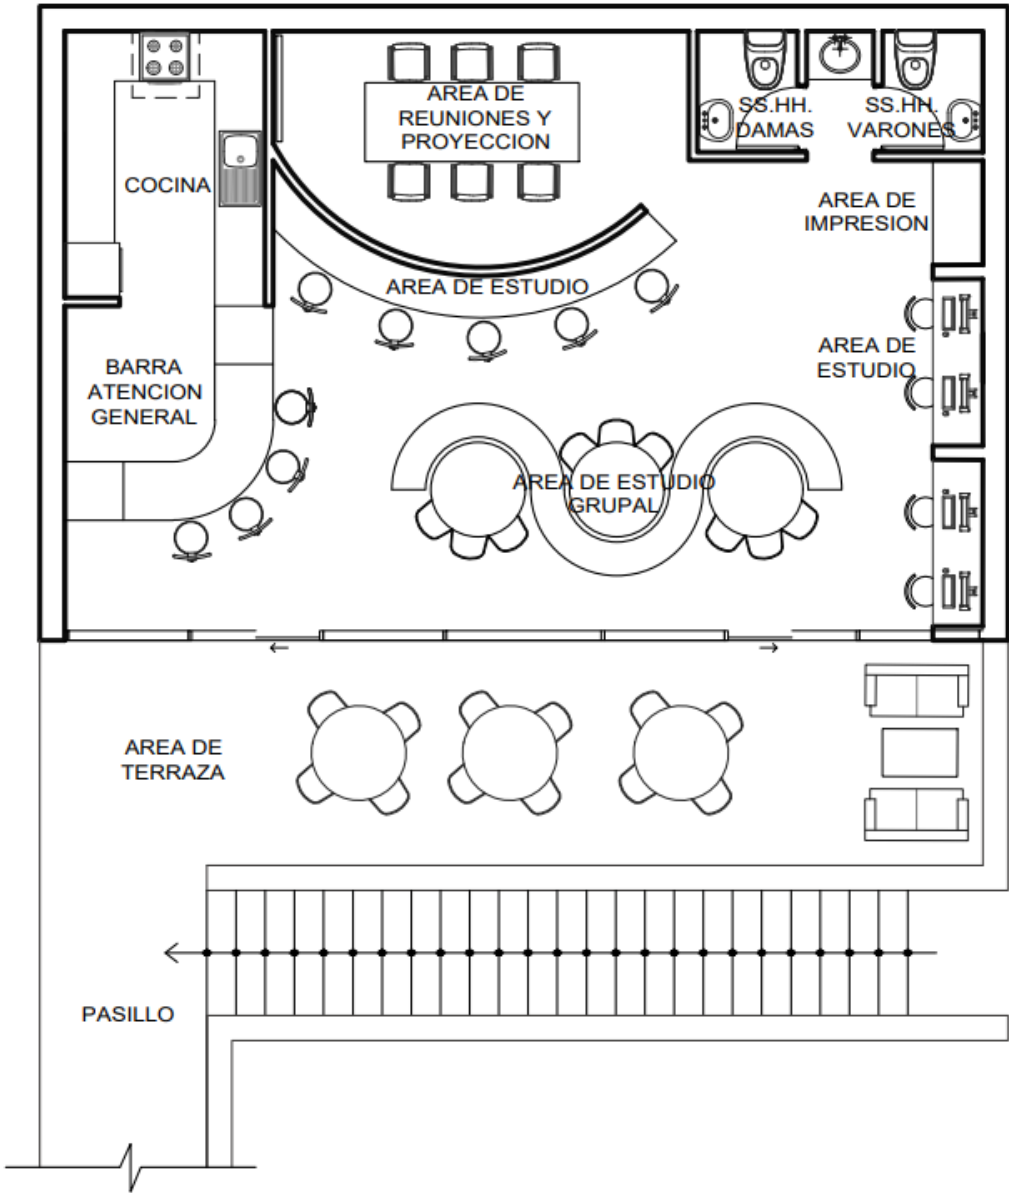 AREA DE
REUNIONES Y
PROYECCION
SS.HH.
DAMAS
SS.HH.
VARONES
COCINA
AREA DE
IMPRESION
AREA DE ESTUDIO
AREA DE
ESTUDIO
BARRA
ATENCION
GENERAL
AREA DE ESTUDIO
GRUPAL
AREA DE
TERRAZA
PASILLO